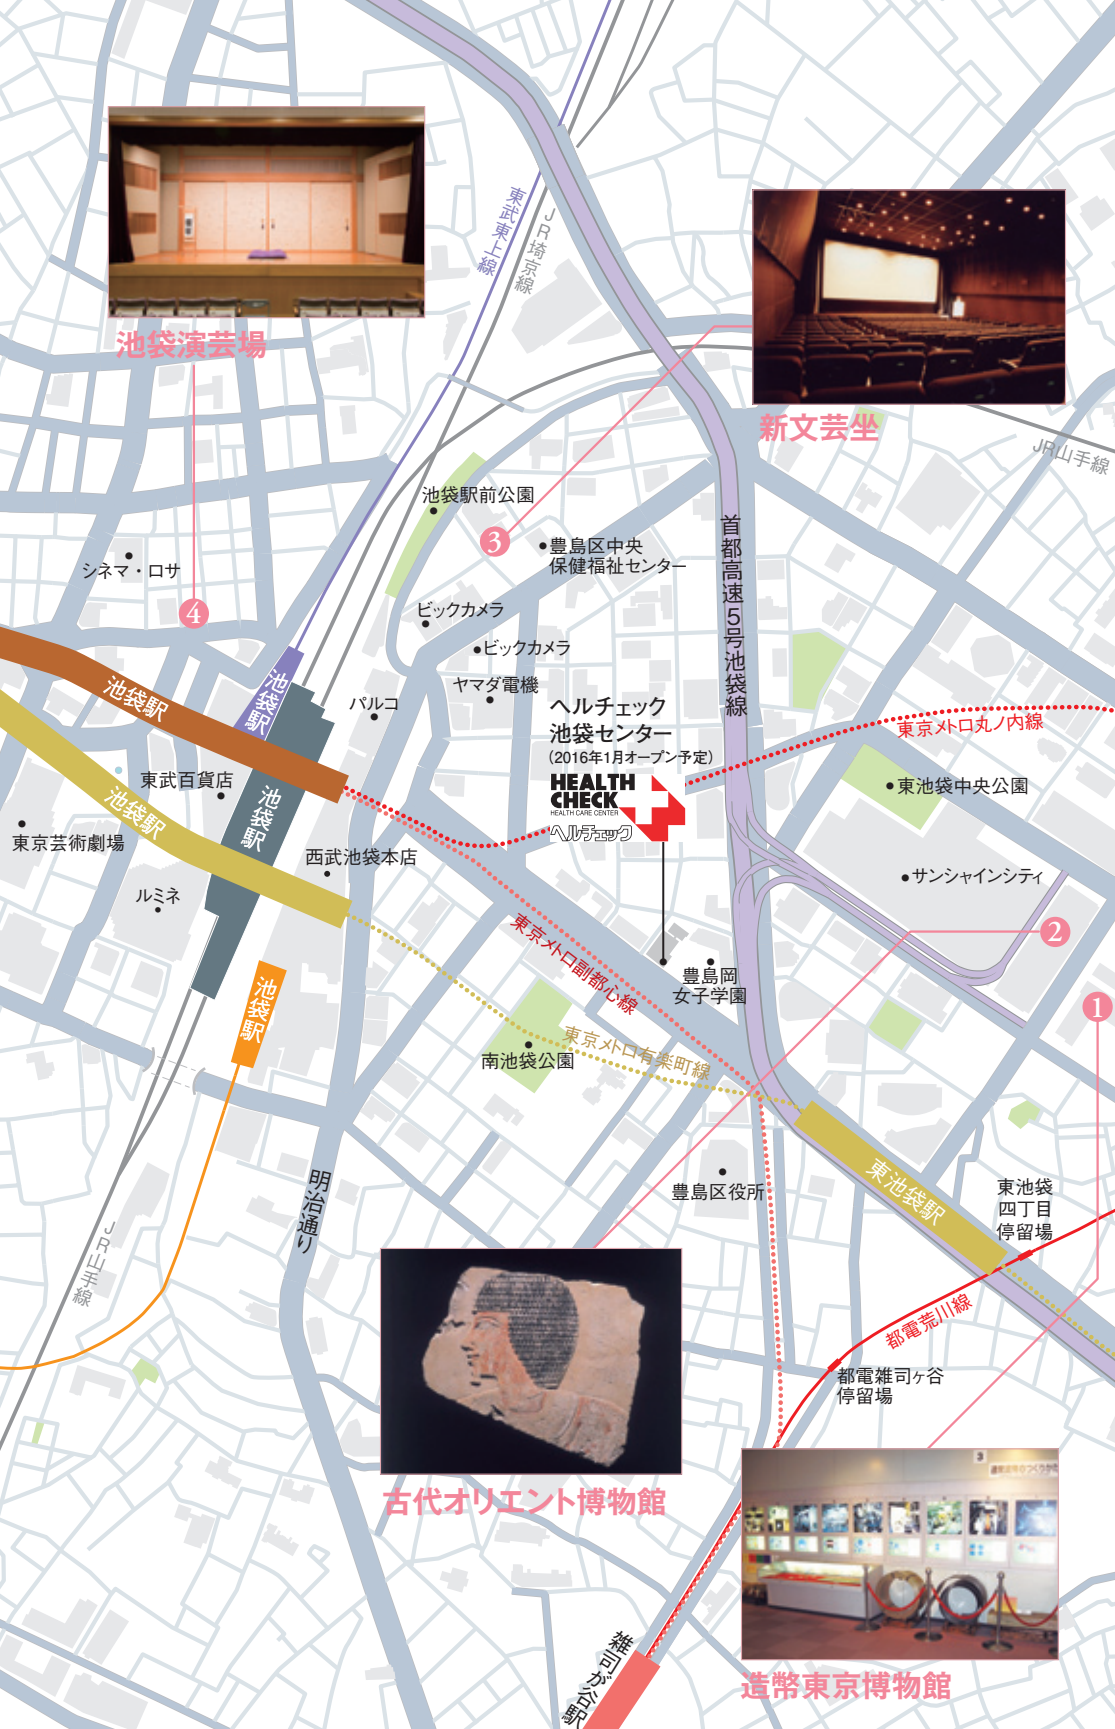 東武東上線
JR埼京線
池袋演芸場
新文芸坐
JR山手線
池袋駅前公園
3
豊島区中央
保健福祉センター
首都高速5号池袋線
シネマ・ロサ
4
ビックカメラ
ビックカメラ
ヤマダ電機
パルコ
池袋駅
池袋駅
ヘルチェック
池袋センター
(2016年1月オープン予定)
HEALTH
CHECK
HEALTH CARE CENTER
ヘルチェック
東京メトロ丸ノ内線
東池袋中央公園
東武百貨店
池袋駅
池袋駅
東京芸術劇場
西武池袋本店
ルミネ
サンシャインシティ
東京メトロ副都心線
2
豊島岡
女子学園
池袋駅
1
南池袋公園
東京メトロ有楽町線
豊島区役所
東池袋駅
東池袋
四丁目
停留場
明治通り
JR山手線
都電荒川線
都電雑司ヶ谷
停留場
古代オリエント博物館
3
雑司が谷駅
造幣東京博物館